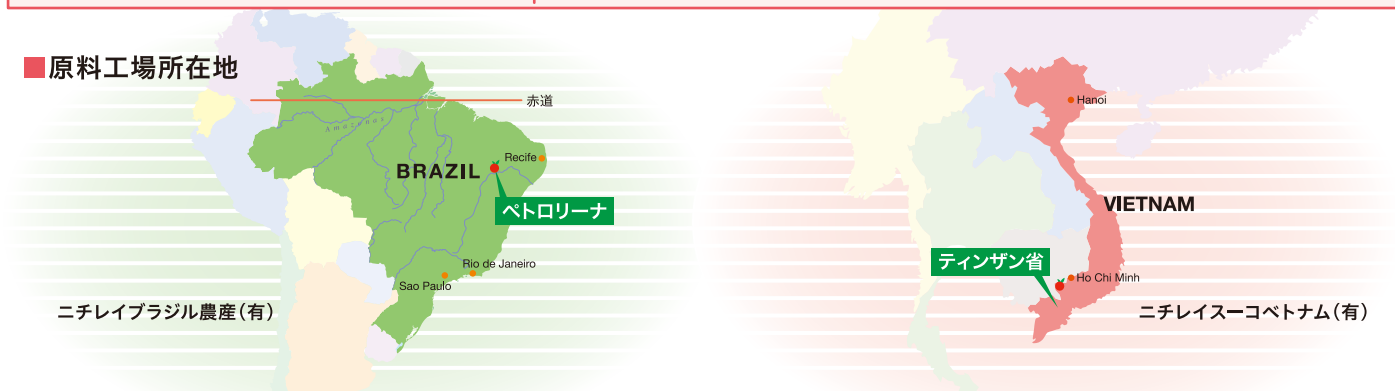 ■原料工場所在地
赤道
Amazonas
BRAZIL
Recife
ペトロリーナ
Rio de Janeiro
Sao Paulo
ニチレイブラジル農産(有)
Hanoi
VIETNAM
ティンザン省
Ho Chi Minh
ニチレイスーコベトナム(有)